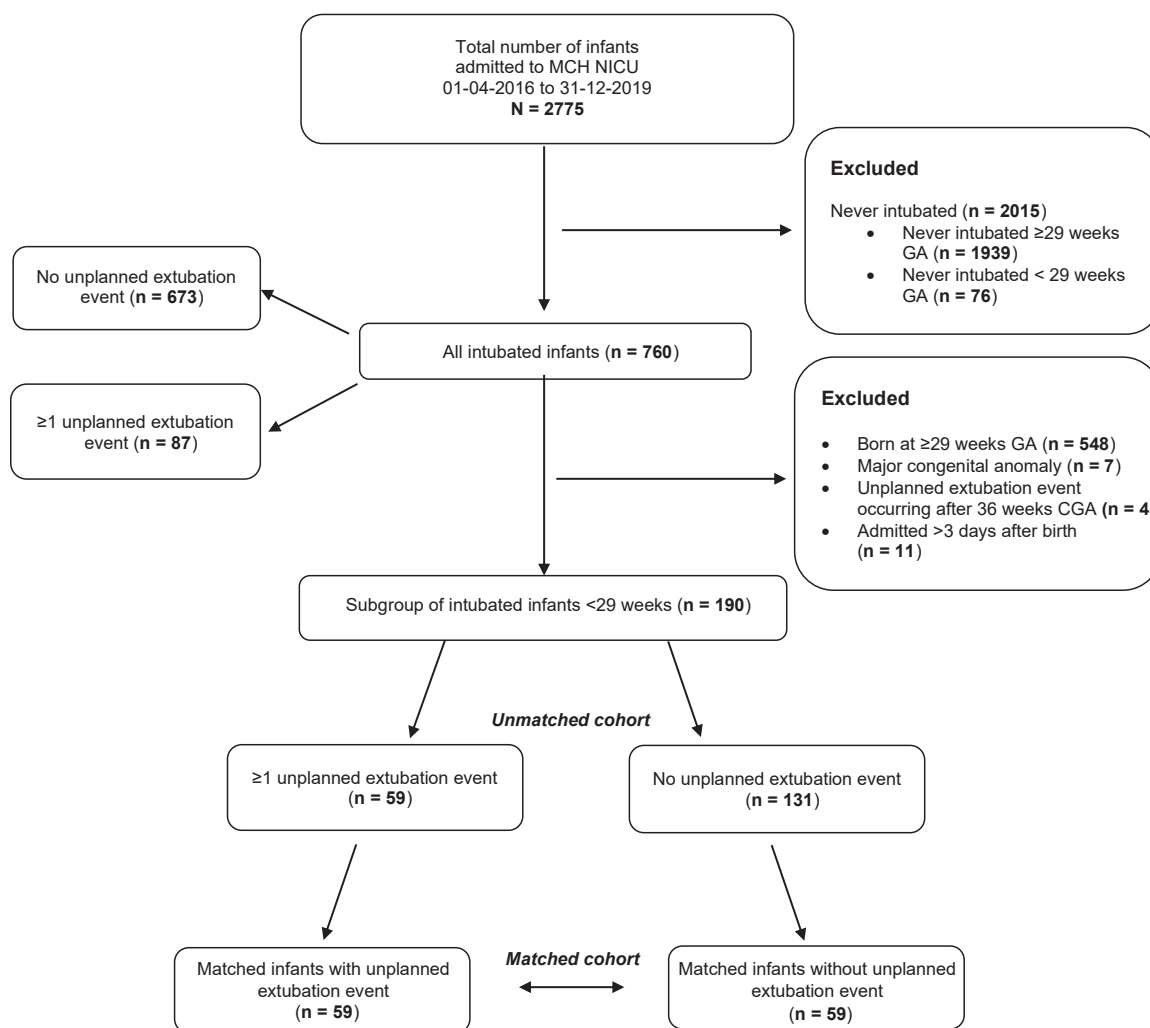 Total number of infants
admitted to MCH NICU
01-04-2016 to 31-12-2019
N = 2775
Excluded
Never intubated (n = 2015)
• Never intubated ≥29 weeks
GA (n = 1939)
• Never intubated < 29 weeks
GA (n = 76)
No unplanned extubation
event (n = 673)
All intubated infants (n = 760)
≥1 unplanned extubation
event (n = 87)
Excluded
• Born at ≥29 weeks GA (n = 548)
• Major congenital anomaly (n = 7)
• Unplanned extubation event
occurring after 36 weeks CGA (n = 4
• Admitted >3 days after birth
(n = 11)
Subgroup of intubated infants <29 weeks (n = 190)
Unmatched cohort
≥1 unplanned extubation event
(n = 59)
No unplanned extubation event
(n = 131)
Matched cohort
Matched infants with unplanned
extubation event
(n = 59)
Matched infants without unplanned
extubation event
(n = 59)